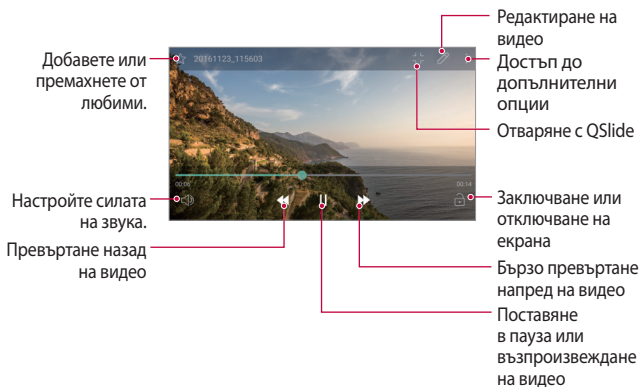 Редактиране на
видео
Достъп до
допълнителни
опции
Отваряне с QSlide
Добавете или
премахнете от
любими.
20161123_115603
00:06
00:14
Настройте силата
на звука.
Превъртане назад
на видео
Заключване или
отключване на
екрана
Бързо превъртане
напред на видео
Поставяне
в пауза или
възпроизвеждане
на видео